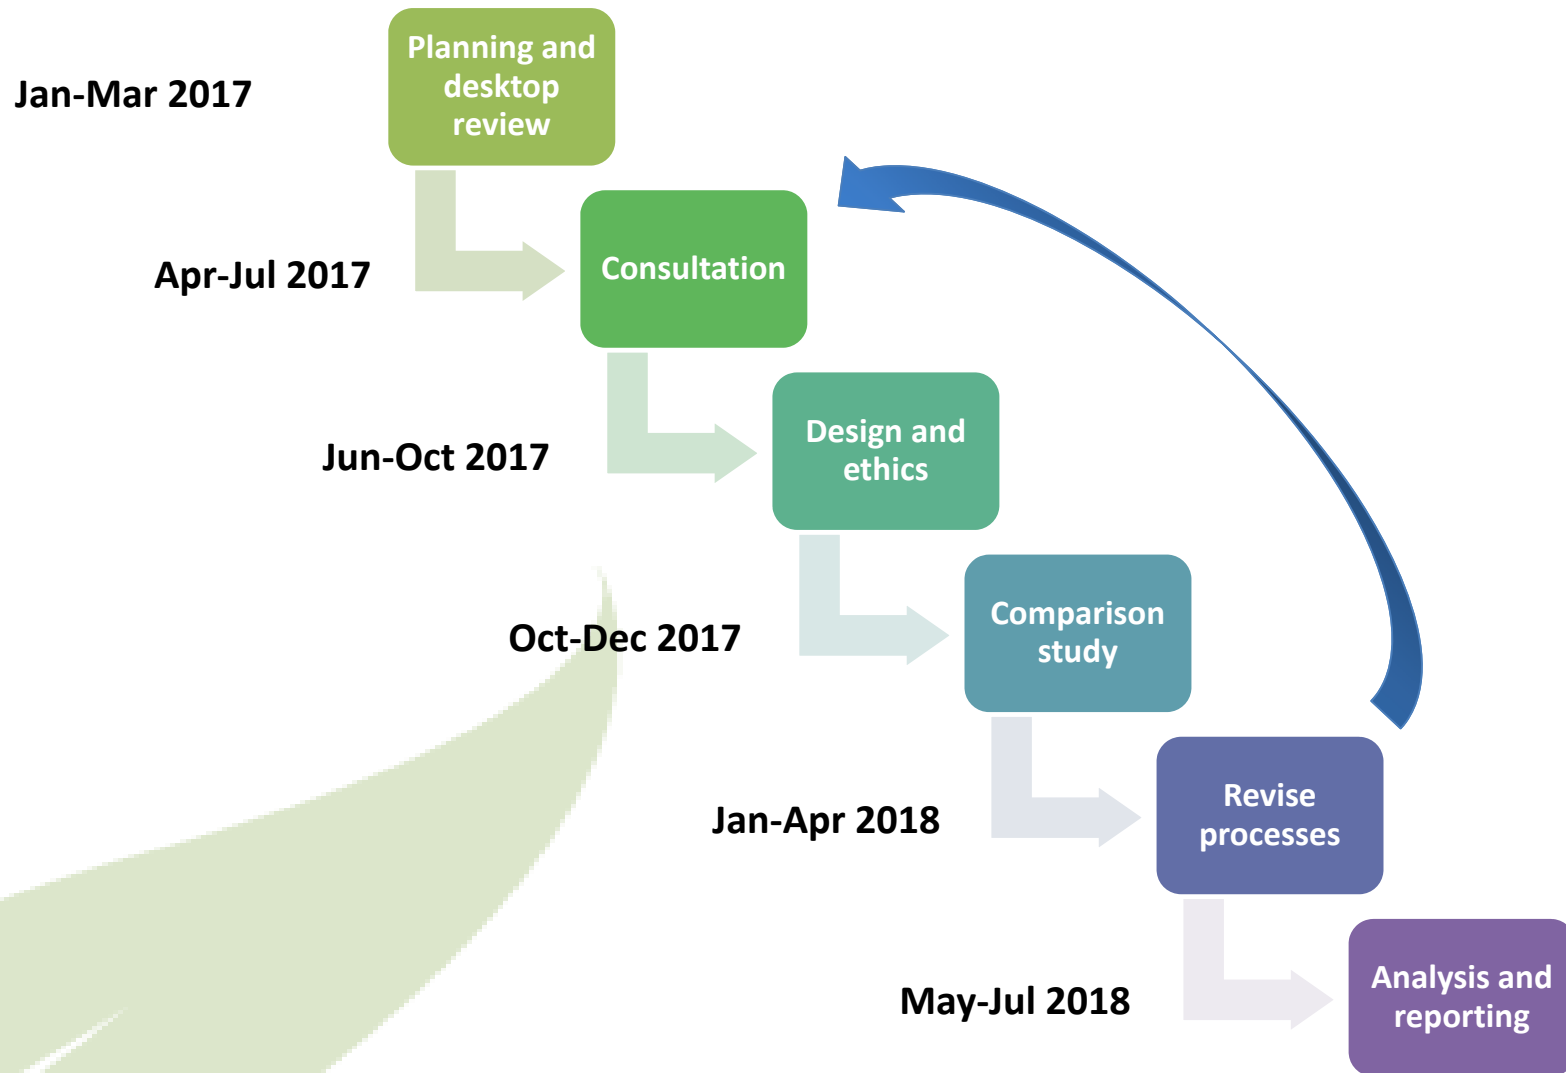 Planning and
desktop
review
Jan-Mar 2017
Consultation
Apr-Jul 2017
Design and
ethics
Jun-Oct 2017
Comparison
study
Oct-Dec 2017
Revise
processes
Jan-Apr 2018
Analysis and
reporting
May-Jul 2018